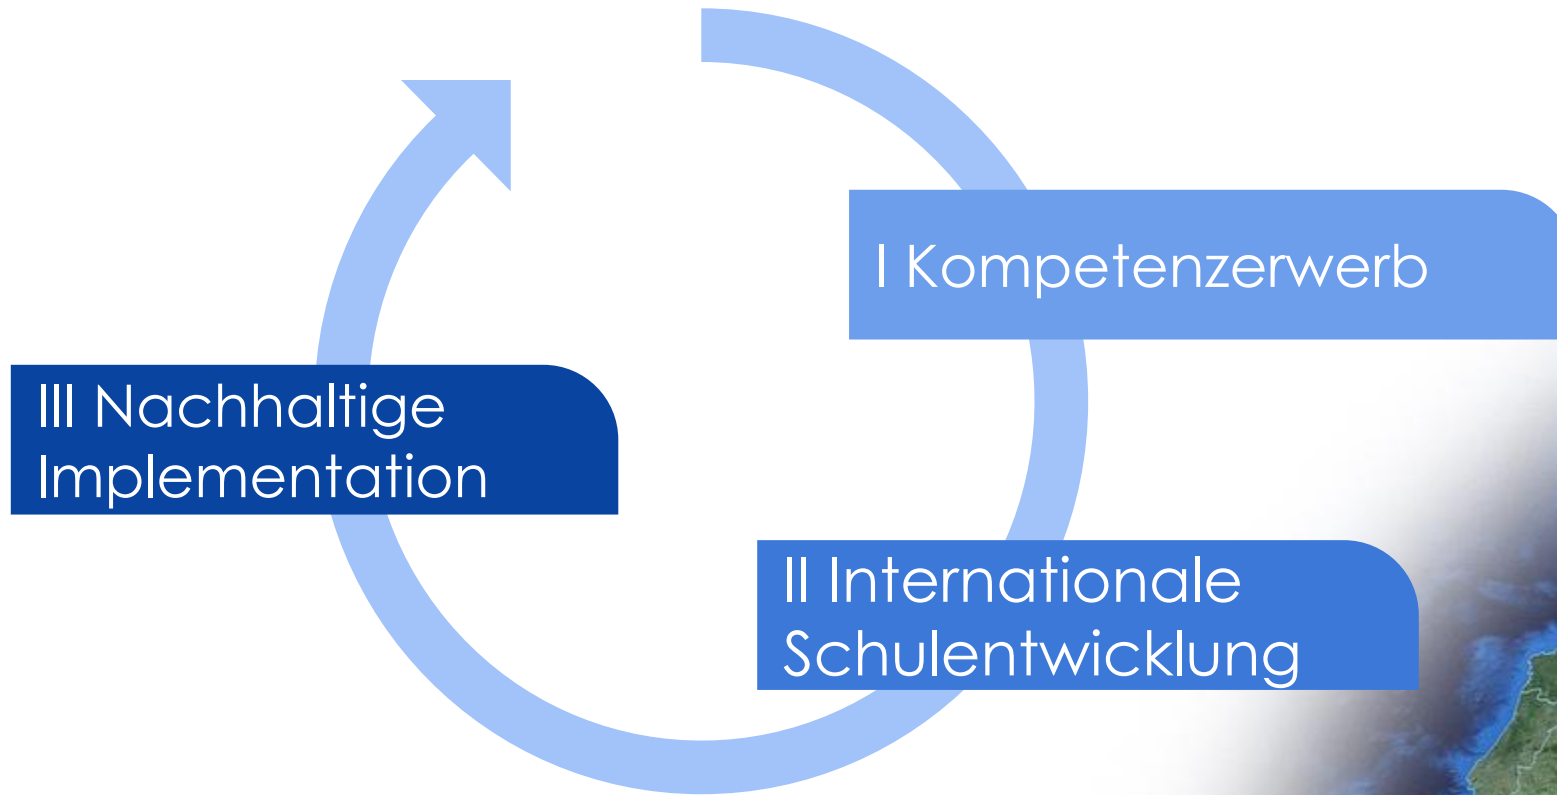 I Kompetenzerwerb
II Internationale
Schulentwicklung
III Nachhaltige
Implementation